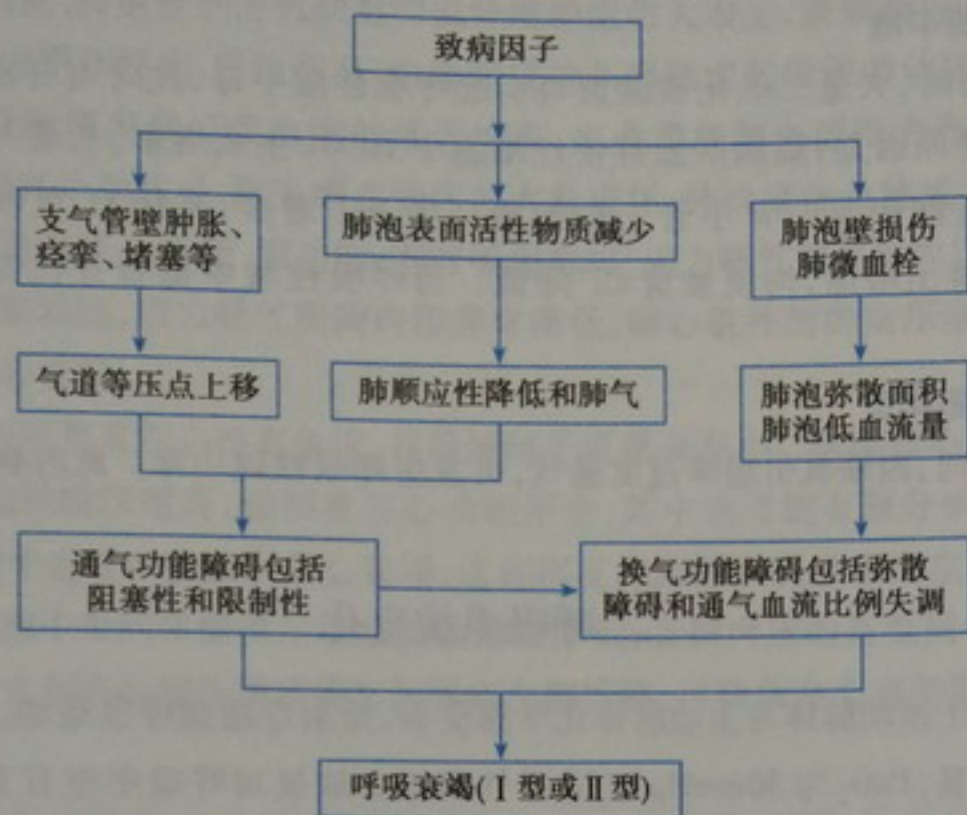 致病因子
支气管壁肿胀、
痉挛、堵塞等
肺泡表面活性物质减少
肺泡壁损伤
肺微血栓
气道等压点上移
肺顺应性降低和肺气
肺泡弥散面积
肺泡低血流量
通气功能障碍包括
阻塞性和限制性
换气功能障碍包括弥散
障碍和通气血流比例失调
呼吸衰竭(Ⅰ型或Ⅱ型)